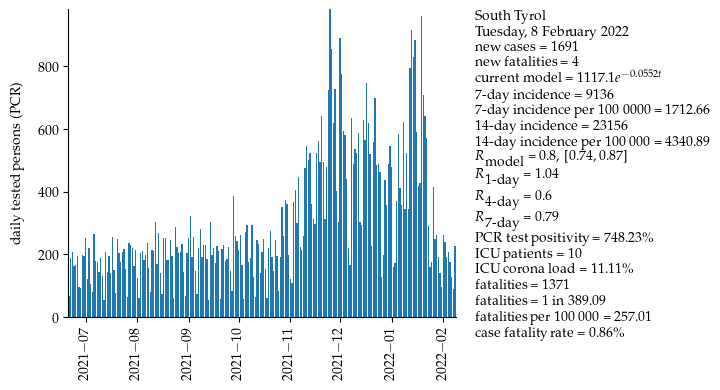 South Tyrol
Tuesday, 8 February 2022
new cases = 1691
new fatalities = 4
current model = 1117.1e^{−0.0552t}
7-day incidence = 9136
7-day incidence per 100 0000 = 1712.66
14-day incidence = 23156
14-day incidence per 100 000 = 4340.89
R_model = 0.8, [0.74, 0.87]
R_1-day = 1.04
R_4-day = 0.6
R_7-day = 0.79
PCR test positivity = 748.23%
ICU patients = 10
ICU corona load = 11.11%
fatalities = 1371
fatalities = 1 in 389.09
fatalities per 100 000 = 257.01
case fatality rate = 0.86%
daily tested persons (PCR)
800
600
400
200
0
2021−07
2021−08
2021−09
2021−10
2021−11
2021−12
2022−01
2022−02